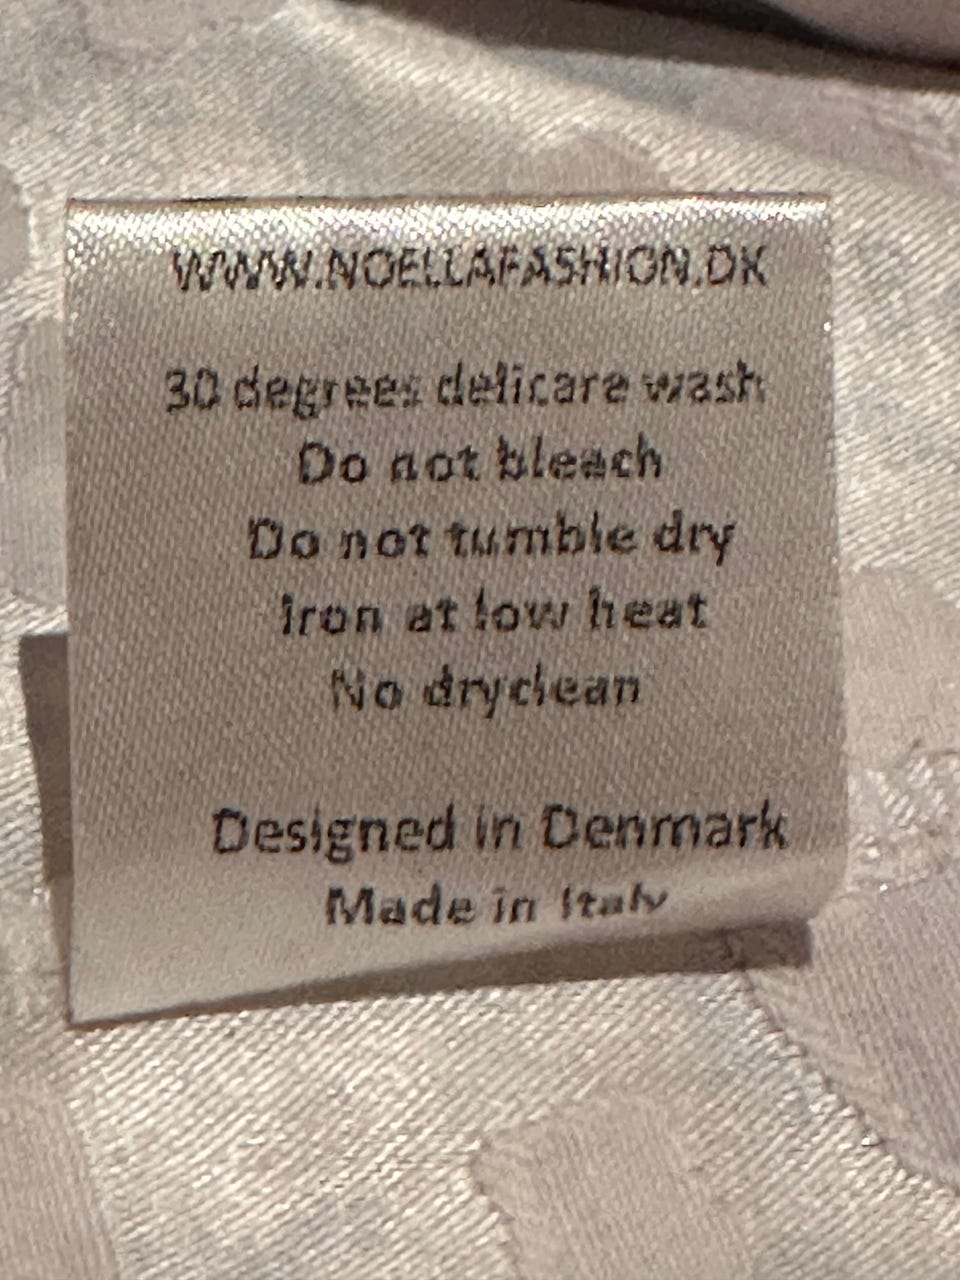 WWW.NOELLAFASHION.DK
30 degrees delicare wash
Do not bleach
Do not tumble dry
Iron at low heat
No dryclean
Designed in Denmark
Made in Italy